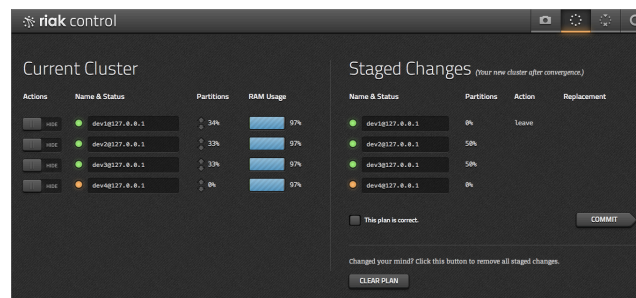 riak control
Current Cluster
Actions Name & Status Partitions RAM Usage
HIDE dev1@127.0.0.1 34% 97%
HIDE dev2@127.0.0.1 33% 97%
HIDE dev3@127.0.0.1 33% 97%
HIDE dev4@127.0.0.1 0% 97%
Staged Changes (Your new cluster after convergence.)
Name & Status Partitions Action Replacement
dev1@127.0.0.1 0% leave
dev2@127.0.0.1 50%
dev3@127.0.0.1 50%
dev4@127.0.0.1 0%
This plan is correct. COMMIT
Changed your mind? Click this button to remove all staged changes.
CLEAR PLAN